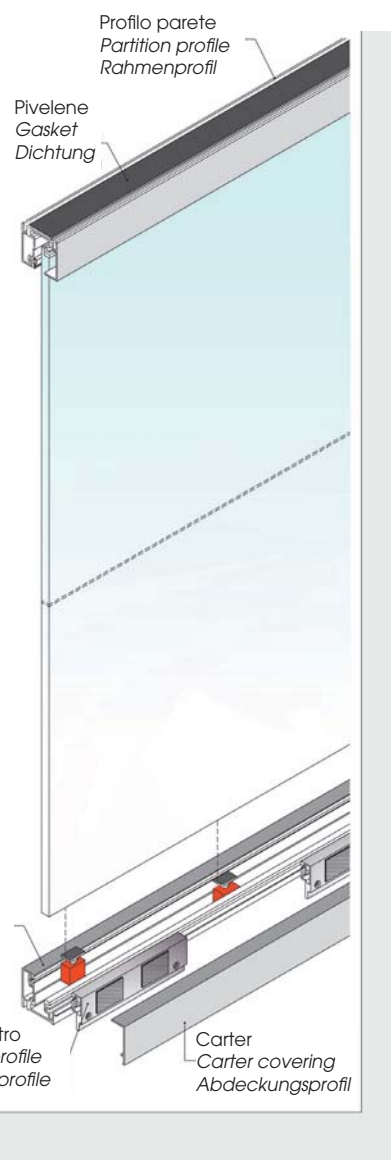 Profilo parete
Partition profile
Rahmenprofil
Pivelene
Gasket
Dichtung
Carter
Carter covering
Abdeckungsprofil